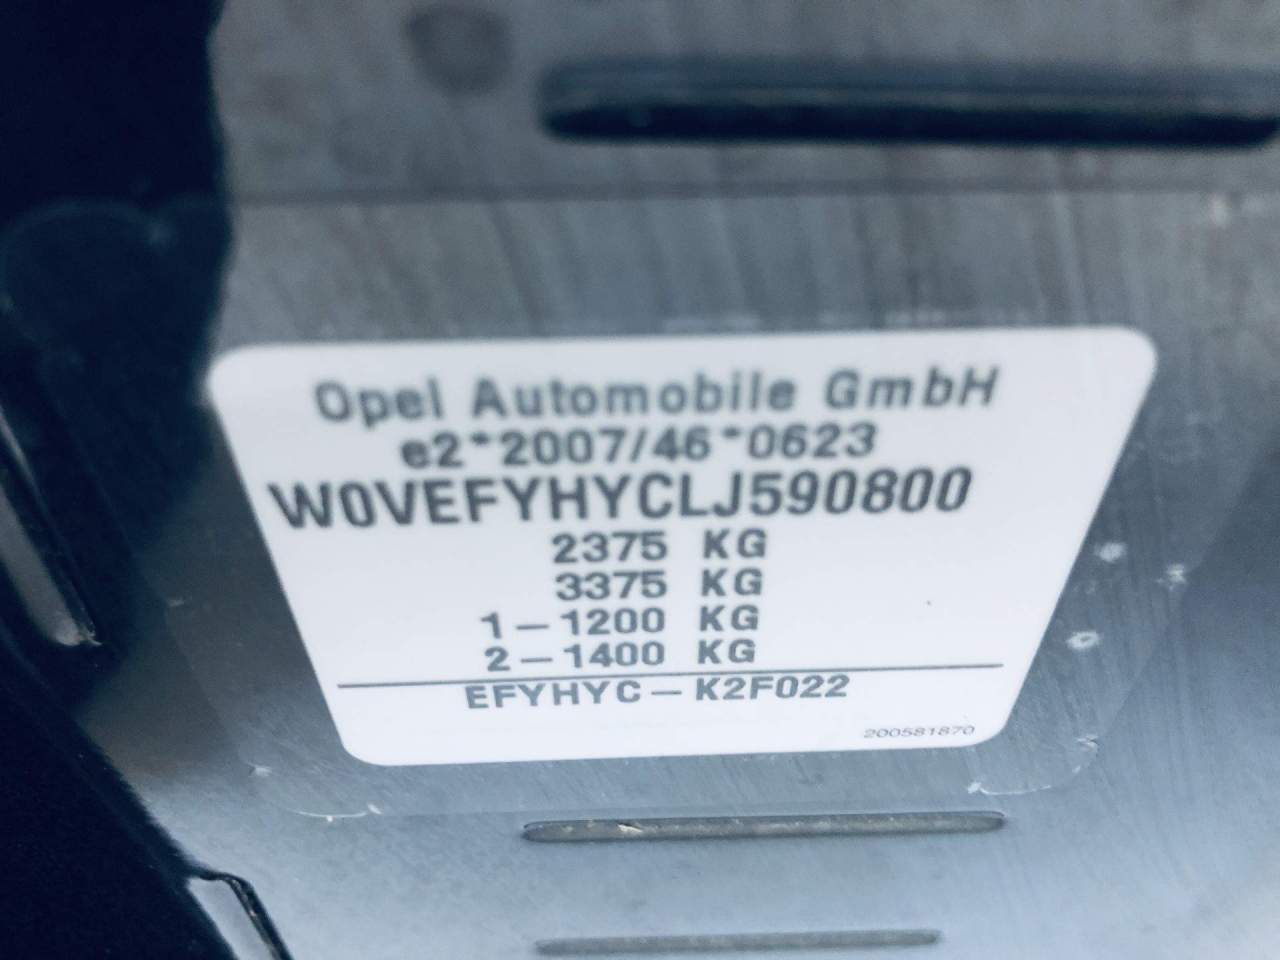 Opel Automobile GmbH
e2*2007/46*0623
W0VEFYHYCLJ590800
2375 KG
3375 KG
1-1200 KG
2-1400 KG
EFYHYC-K2F022
200581870